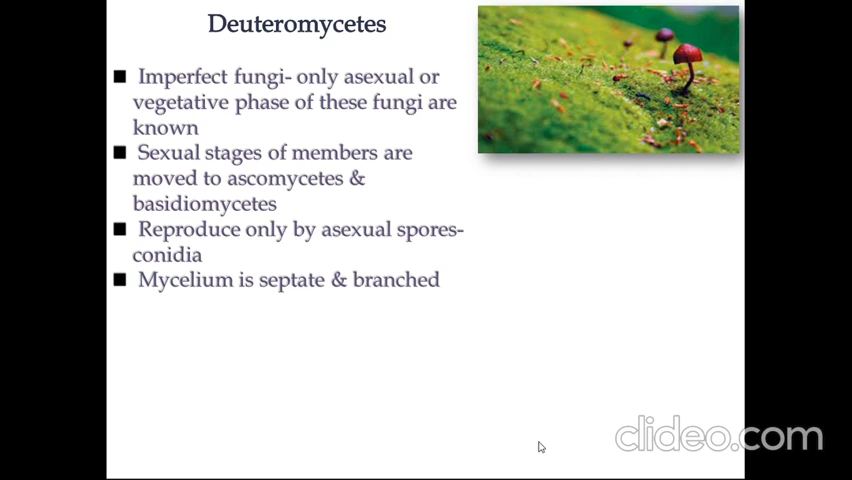 Deuteromycetes
■ Imperfect fungi- only asexual or
vegetative phase of these fungi are
known
■ Sexual stages of members are
moved to ascomycetes &
basidiomycetes
■ Reproduce only by asexual spores-
conidia
■ Mycelium is septate & branched
clideo.com